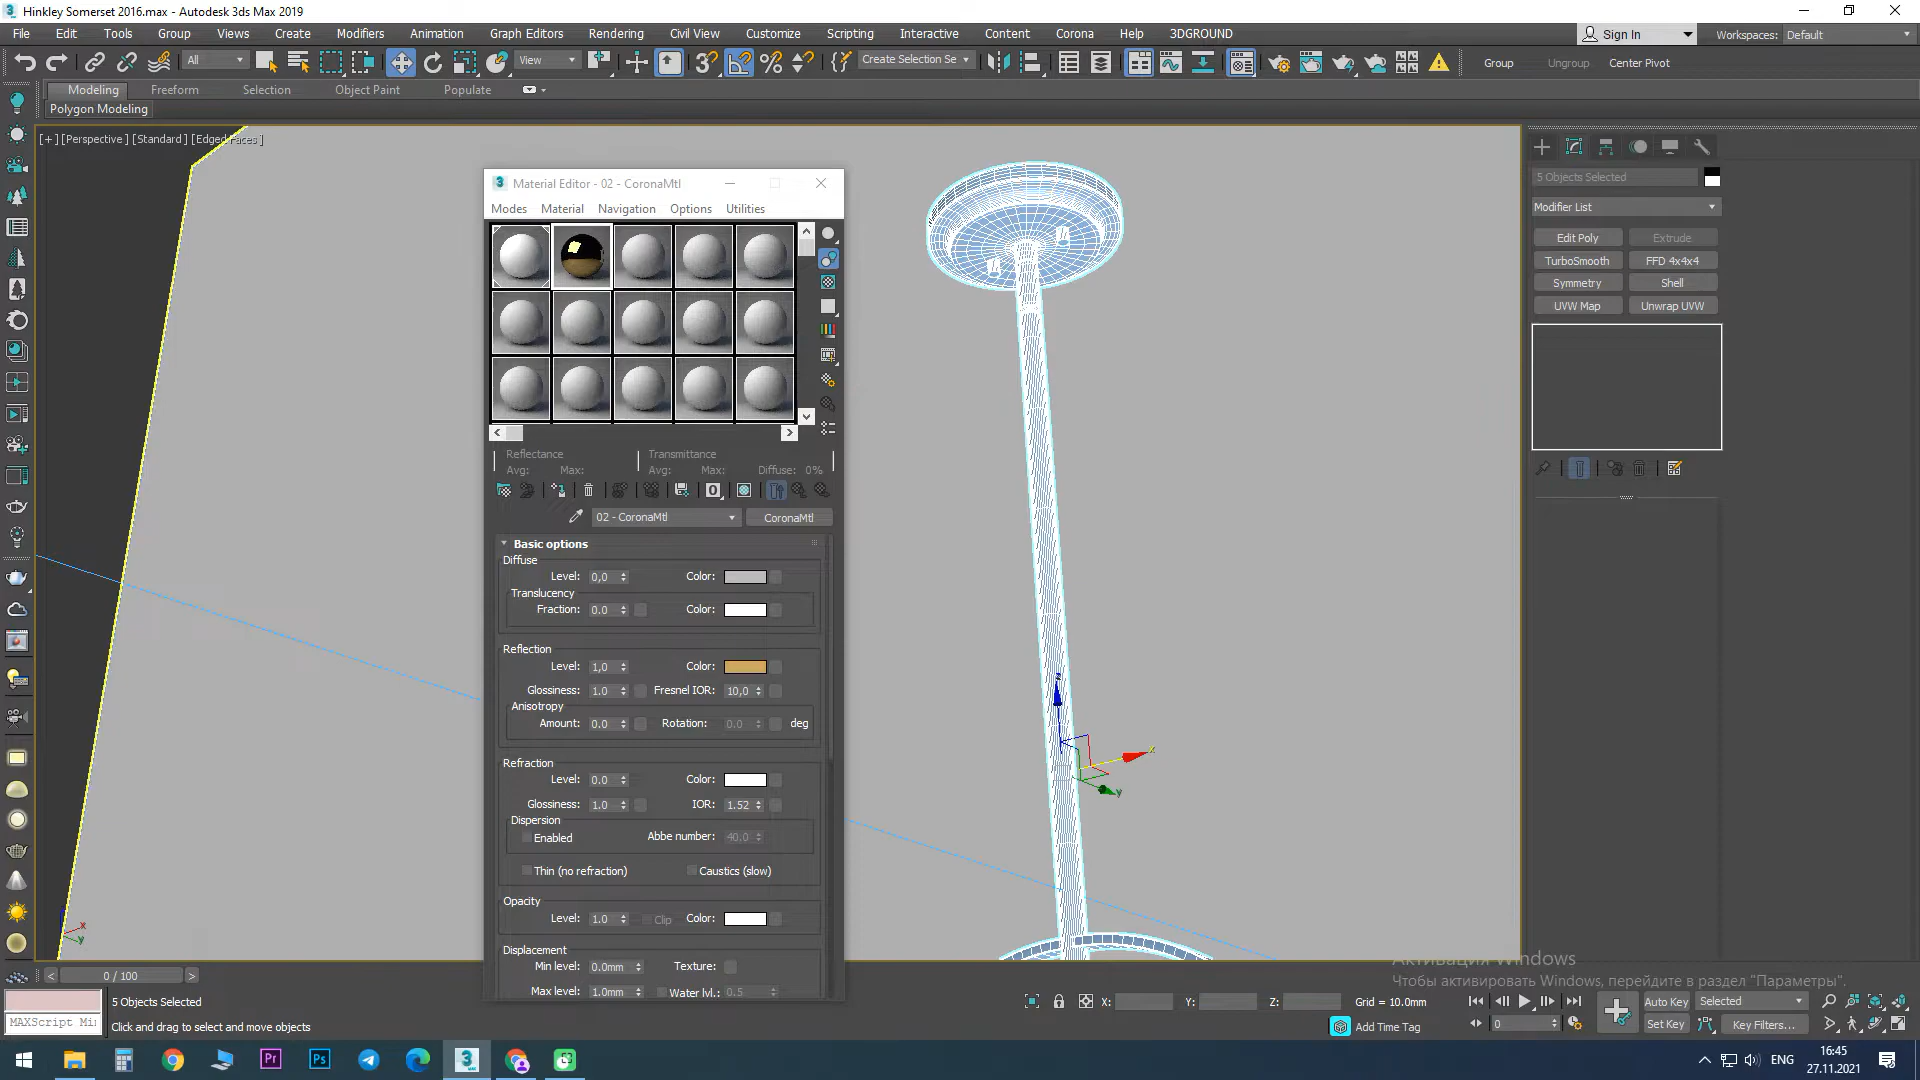 Hinkley Somerset 2016.max - Autodesk 3ds Max 2019
File Edit Tools Group Views Create Modifiers Animation Graph Editors Rendering Civil View Customize Scripting Interactive Content Corona Help 3DGROUND Sign In Workspaces: Default
All View Create Selection Se Group Ungroup Center Pivot
Modeling Freeform Selection Object Paint Populate
Polygon Modeling
[+] [Perspective] [Standard] [Edged Faces]
Material Editor - 02 - CoronaMtl
Modes Material Navigation Options Utilities
Reflectance Transmittance
Avg: Max: Avg: Max: Diffuse: 0%
02 - CoronaMtl CoronaMtl
Basic options
Diffuse
Level: 0,0 Color:
Translucency
Fraction: 0.0 Color:
Reflection
Level: 1,0 Color:
Glossiness: 1.0 Fresnel IOR: 10,0
Anisotropy
Amount: 0.0 Rotation: 0.0 deg
Refraction
Level: 0.0 Color:
Glossiness: 1.0 IOR: 1.52
Dispersion
Enabled Abbe number: 40.0
Thin (no refraction) Caustics (slow)
Opacity
Level: 1.0 Clip Color:
Displacement
Min level: 0.0mm Texture:
Max level: 1.0mm Water lvl.: 0.5
z
x
y
x
y
5 Objects Selected
Modifier List
Edit Poly Extrude
TurboSmooth FFD 4x4x4
Symmetry Shell
UVW Map Unwrap UVW
Активация Windows
Чтобы активировать Windows, перейдите в раздел "Параметры".
< 0 / 100 >
5 Objects Selected X: Y: Z: Grid = 10.0mm Auto Key Selected
MAXScript Mi
Click and drag to select and move objects Add Time Tag 0 Set Key Key Filters...
Pr Ps 3 ENG
16:45
27.11.2021